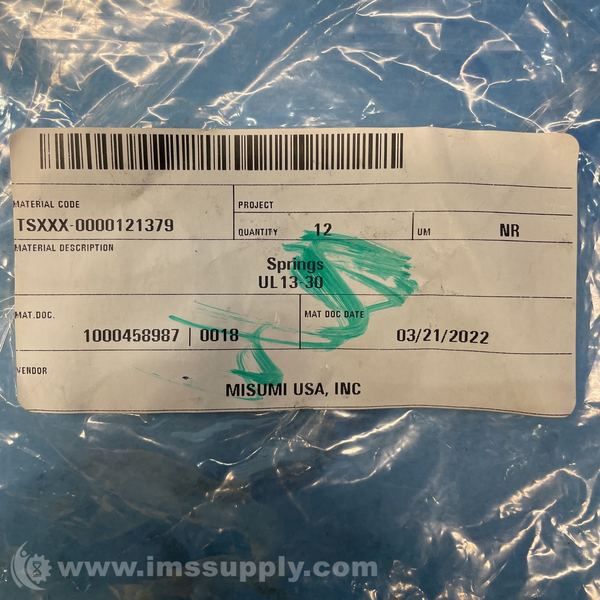 MATERIAL CODE
TSXXX-0000121379
PROJECT
QUANTITY 12
UM NR
MATERIAL DESCRIPTION
Springs
UL13-30
MAT.DOC.
1000458987 | 0018
MAT DOC DATE
03/21/2022
VENDOR
MISUMI USA, INC
www.imssupply.com